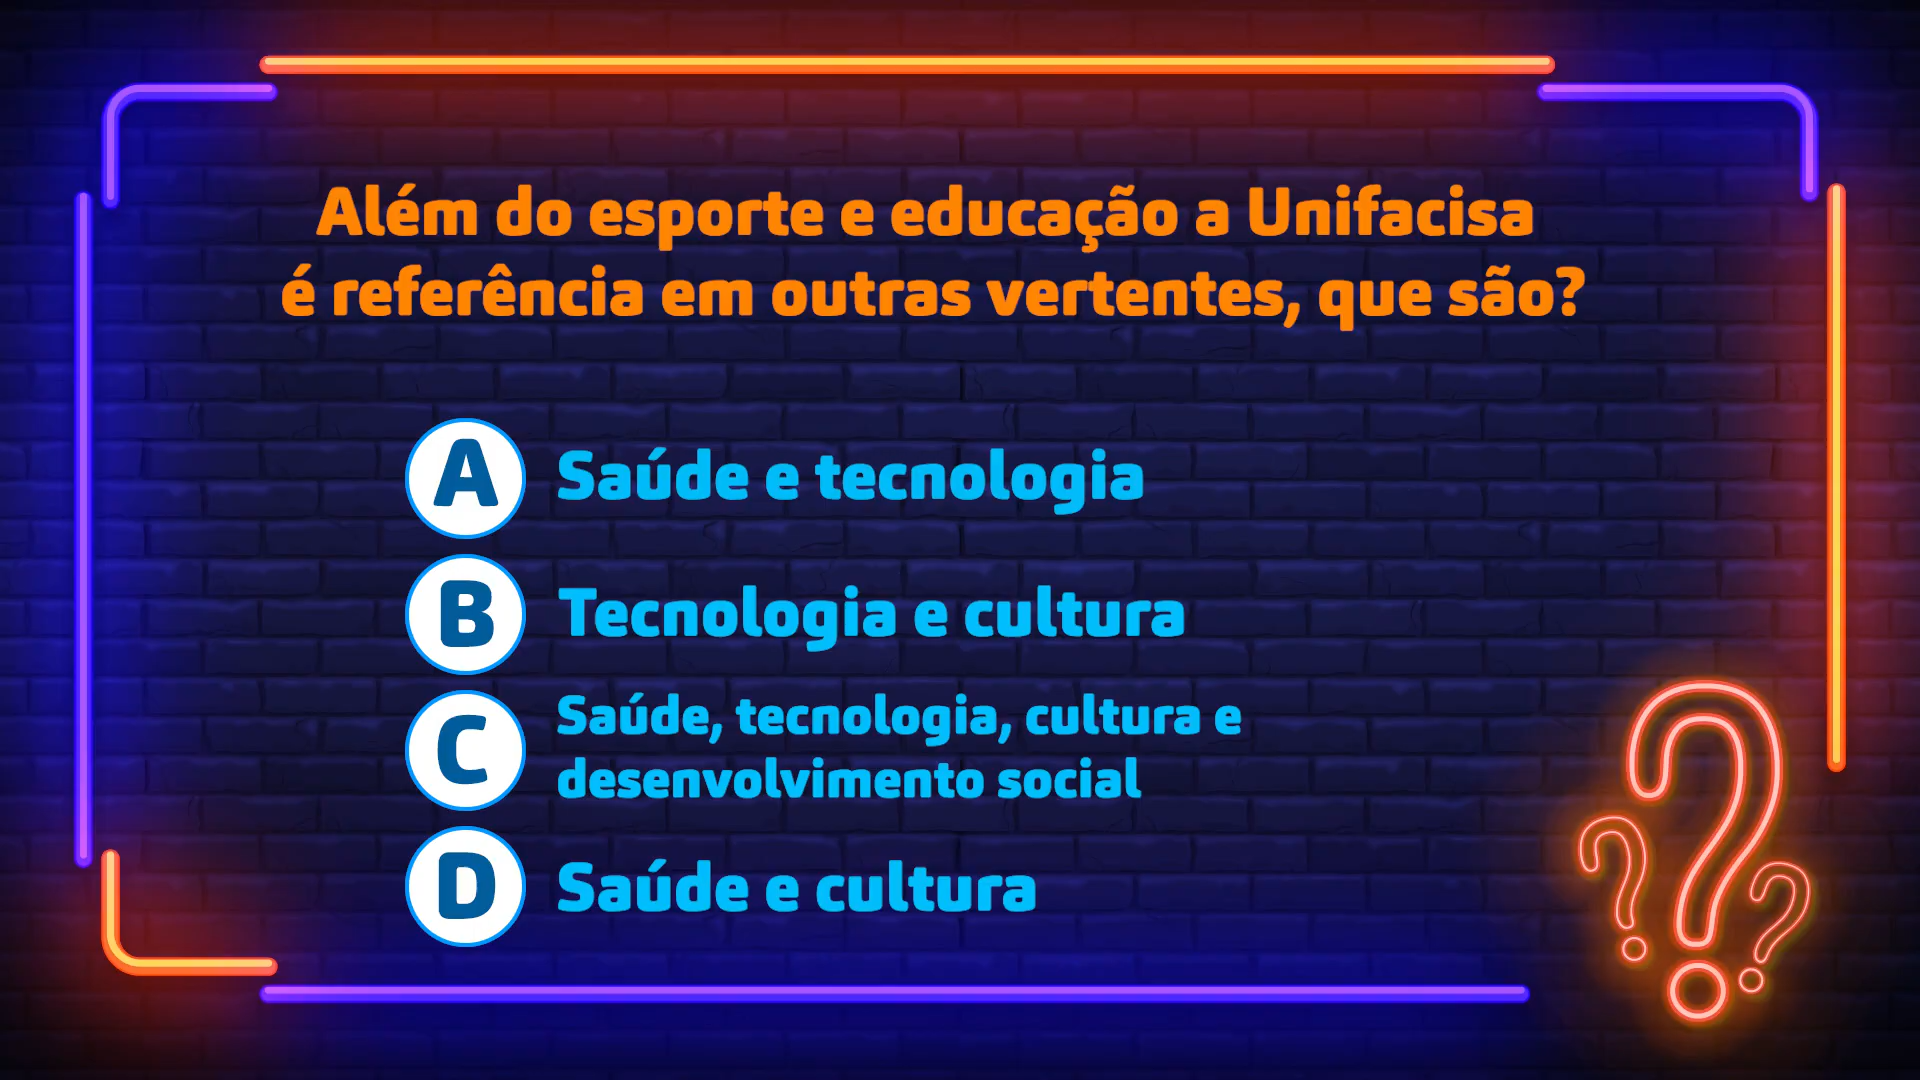 Além do esporte e educação a Unifacisa
é referência em outras vertentes, que são?
A Saúde e tecnologia
B Tecnologia e cultura
C Saúde, tecnologia, cultura e
desenvolvimento social
D Saúde e cultura